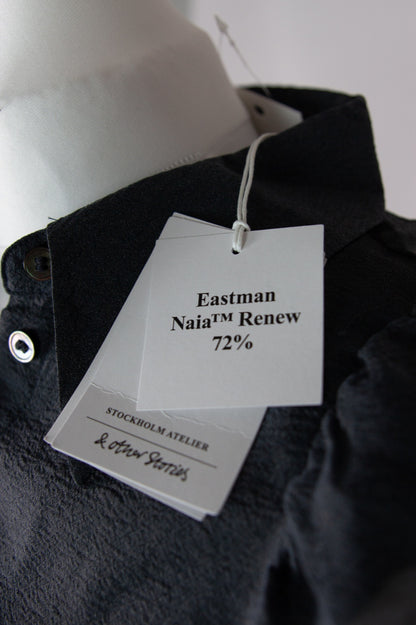 Eastman
Naia™ Renew
72%
STOCKHOLM ATELIER
& other Stories